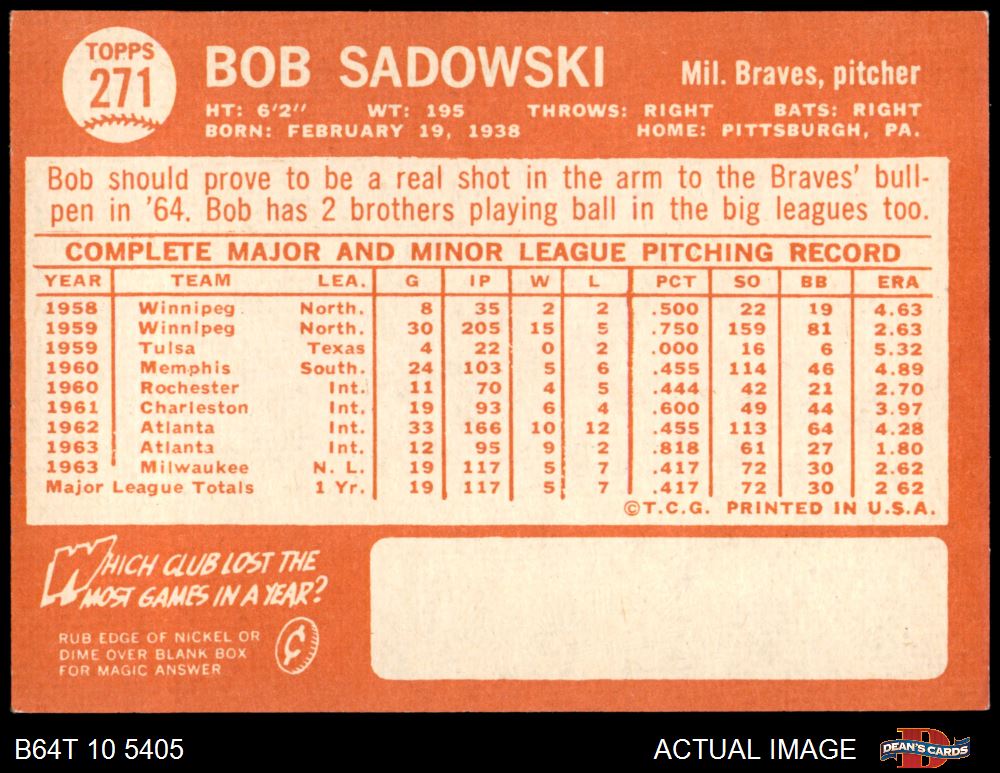 TOPPS
271
BOB SADOWSKI
Mil. Braves, pitcher
HT: 6'2" WT: 195 THROWS: RIGHT BATS: RIGHT
BORN: FEBRUARY 19, 1938 HOME: PITTSBURGH, PA.
Bob should prove to be a real shot in the arm to the Braves' bull-
pen in '64. Bob has 2 brothers playing ball in the big leagues too.
COMPLETE MAJOR AND MINOR LEAGUE PITCHING RECORD
YEAR TEAM LEA. G IP W L PCT SO BB ERA
1958 Winnipeg North. 8 35 2 2 .500 22 19 4.63
1959 Winnipeg North. 30 205 15 5 .750 159 81 2.63
1959 Tulsa Texas 4 22 0 2 .000 16 6 5.32
1960 Memphis South. 24 103 5 6 .455 114 46 4.89
1960 Rochester Int. 11 70 4 5 .444 42 21 2.70
1961 Charleston Int. 19 93 6 4 .600 49 44 3.97
1962 Atlanta Int. 33 166 10 12 .455 113 64 4.28
1963 Atlanta Int. 12 95 9 2 .818 61 27 1.80
1963 Milwaukee N. L. 19 117 5 7 .417 72 30 2.62
Major League Totals 1 Yr. 19 117 5 7 .417 72 30 2 62
©T.C.G. PRINTED IN U.S.A.
WHICH CLUB LOST THE
MOST GAMES IN A YEAR?
RUB EDGE OF NICKEL OR
DIME OVER BLANK BOX
FOR MAGIC ANSWER
¢
B64T 10 5405
ACTUAL IMAGE
DEAN'S CARDS